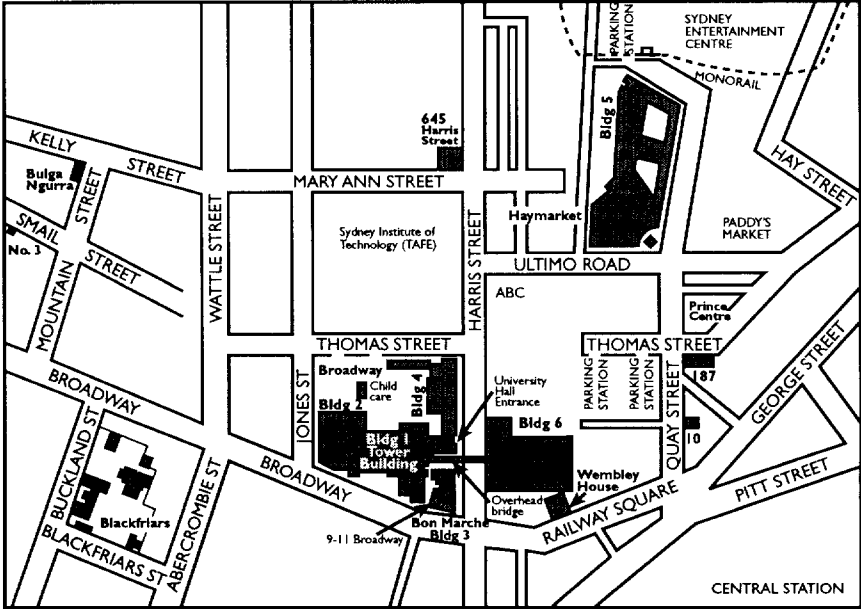 PARKING
STATION
SYDNEY
ENTERTAINMENT
CENTRE
MONORAIL
Bldg 5
645
Harris
Street
KELLY
STREET
Bulga
Ngurra
STREET
MARY ANN STREET
HAY STREET
SMAIL
STREET
No. 3
MOUNTAIN
WATTLE STREET
Sydney Institute of
Technology (TAFE)
HARRIS STREET
Haymarket
PADDY'S
MARKET
ULTIMO ROAD
ABC
Prince
Centre
THOMAS STREET
THOMAS STREET
BROADWAY
JONES ST
Broadway
Child
care
Bldg 4
Bldg 2
University
Hall
Entrance
PARKING
STATION
PARKING
STATION
QUAY STREET
187
GEORGE STREET
Bldg 1
Tower
Building
Bldg 6
10
BUCKLAND ST
ABERCROMBIE ST
BROADWAY
Overhead
bridge
Wembley
House
PITT STREET
Blackfriars
BLACKFRIARS ST
9-11 Broadway
Bon Marche
Bldg 3
RAILWAY SQUARE
CENTRAL STATION